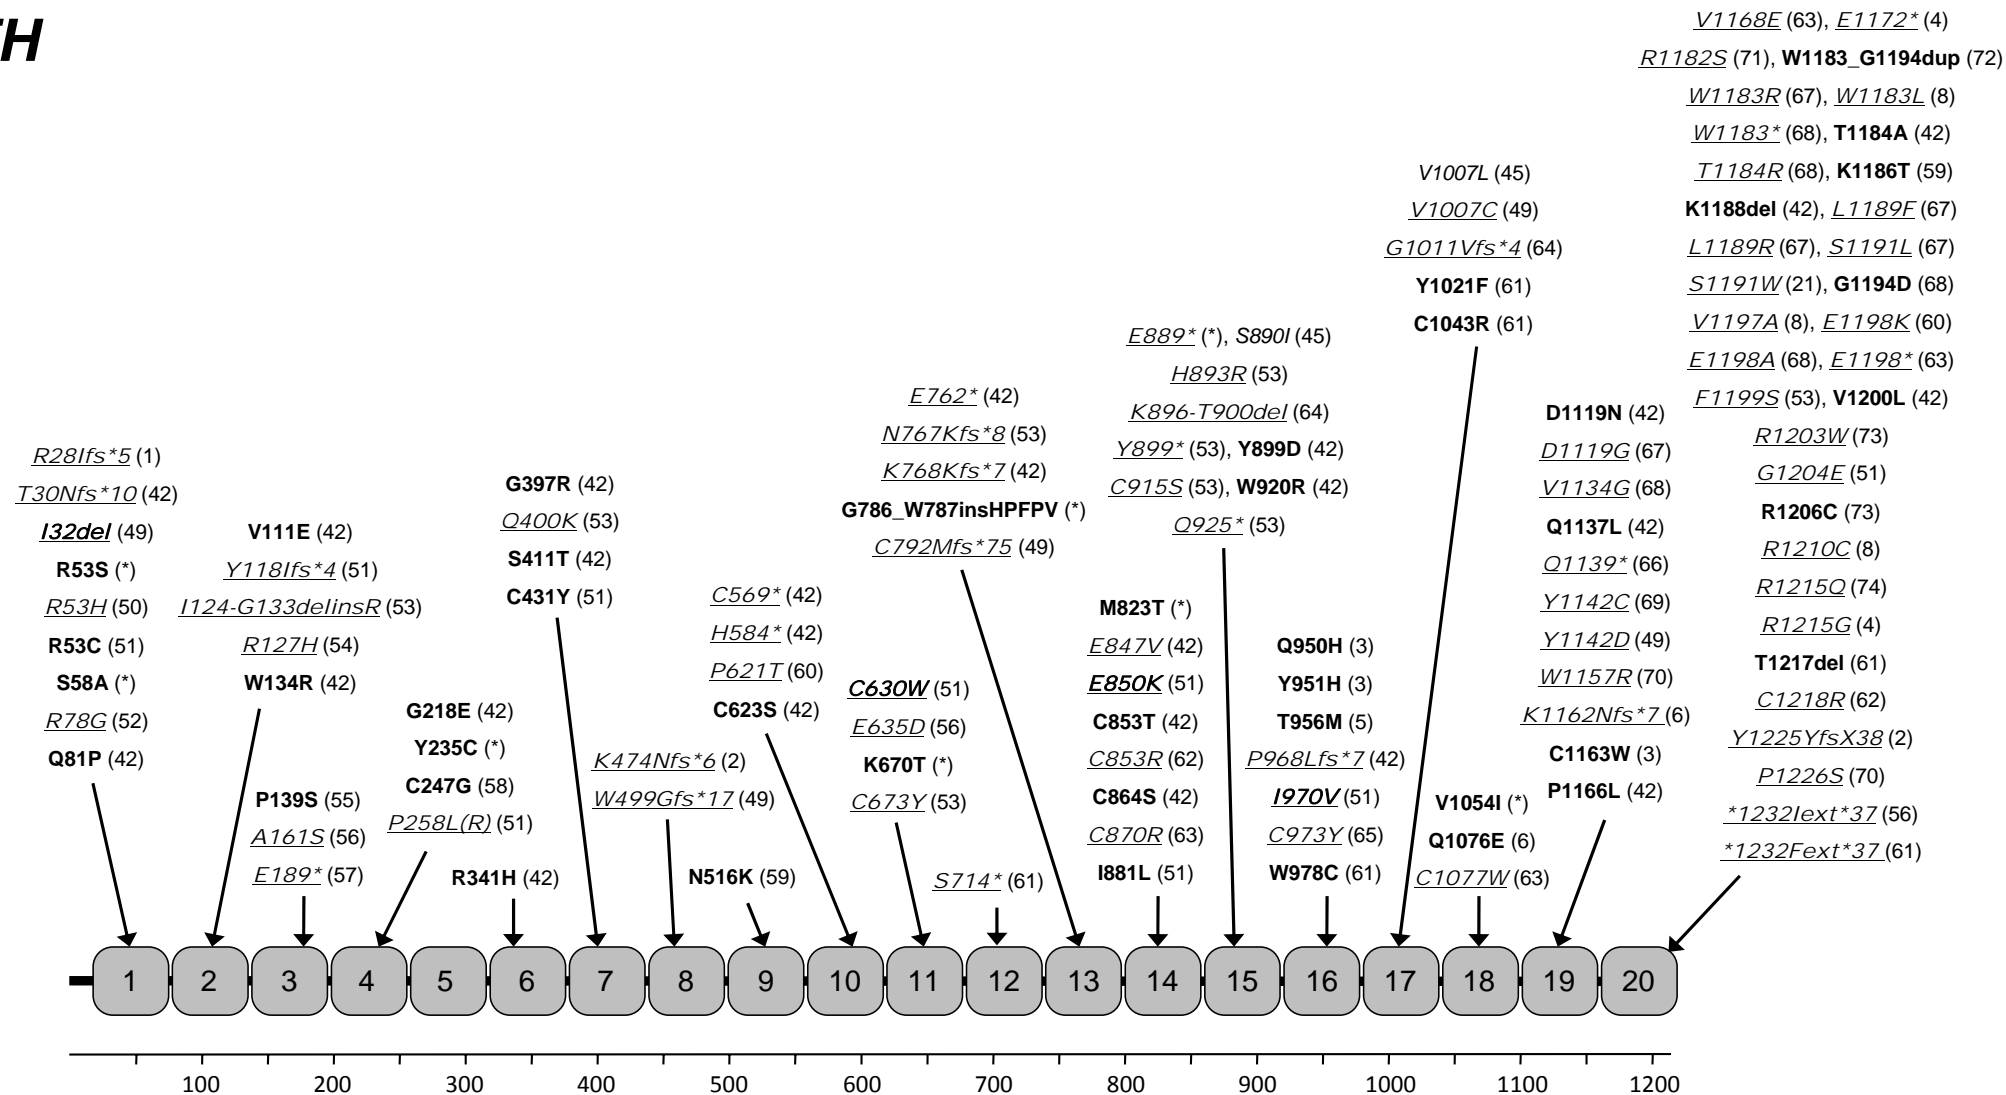 H
V1168E (63), E1172* (4)
R1182S (71), W1183_G1194dup (72)
W1183R (67), W1183L (8)
W1183* (68), T1184A (42)
T1184R (68), K1186T (59)
K1188del (42), L1189F (67)
L1189R (67), S1191L (67)
S1191W (21), G1194D (68)
V1197A (8), E1198K (60)
E1198A (68), E1198* (63)
F1199S (53), V1200L (42)
R1203W (73)
G1204E (51)
R1206C (73)
R1210C (8)
R1215Q (74)
R1215G (4)
T1217del (61)
C1218R (62)
Y1225YfsX38 (2)
P1226S (70)
*1232Iext*37 (56)
*1232Fext*37 (61)
R28Ifs*5 (1)
T30Nfs*10 (42)
I32del (49)
R53S (*)
R53H (50)
R53C (51)
S58A (*)
R78G (52)
Q81P (42)
V111E (42)
Y118Ifs*4 (51)
I124-G133delinsR (53)
R127H (54)
W134R (42)
P139S (55)
A161S (56)
E189* (57)
G218E (42)
Y235C (*)
C247G (58)
P258L(R) (51)
R341H (42)
G397R (42)
Q400K (53)
S411T (42)
C431Y (51)
K474Nfs*6 (2)
W499Gfs*17 (49)
N516K (59)
C569* (42)
H584* (42)
P621T (60)
C623S (42)
C630W (51)
E635D (56)
K670T (*)
C673Y (53)
S714* (61)
E762* (42)
N767Kfs*8 (53)
K768Kfs*7 (42)
G786_W787insHPFPV (*)
C792Mfs*75 (49)
M823T (*)
E847V (42)
E850K (51)
C853T (42)
C853R (62)
C864S (42)
C870R (63)
I881L (51)
E889* (*), S890I (45)
H893R (53)
K896-T900del (64)
Y899* (53), Y899D (42)
C915S (53), W920R (42)
Q925* (53)
Q950H (3)
Y951H (3)
T956M (5)
P968Lfs*7 (42)
I970V (51)
C973Y (65)
W978C (61)
V1007L (45)
V1007C (49)
G1011Vfs*4 (64)
Y1021F (61)
C1043R (61)
V1054I (*)
Q1076E (6)
C1077W (63)
D1119N (42)
D1119G (67)
V1134G (68)
Q1137L (42)
Q1139* (66)
Y1142C (69)
Y1142D (49)
W1157R (70)
K1162Nfs*7 (6)
C1163W (3)
P1166L (42)
1 2 3 4 5 6 7 8 9 10 11 12 13 14 15 16 17 18 19 20
100 200 300 400 500 600 700 800 900 1000 1100 1200